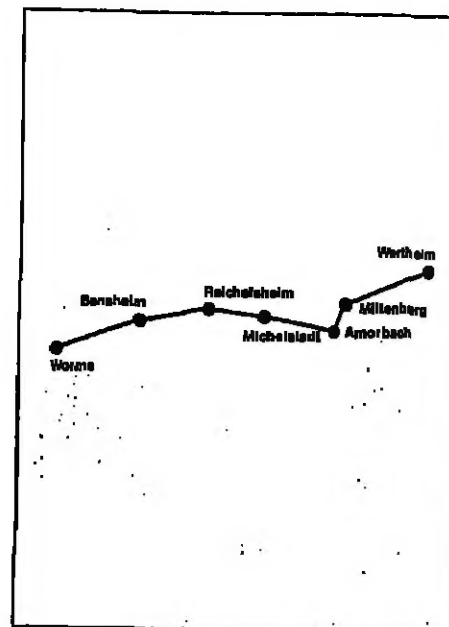 Wertheim
Bensheim
Reichelsheim
Miltenberg
Michelstadt
Amorbach
Worms